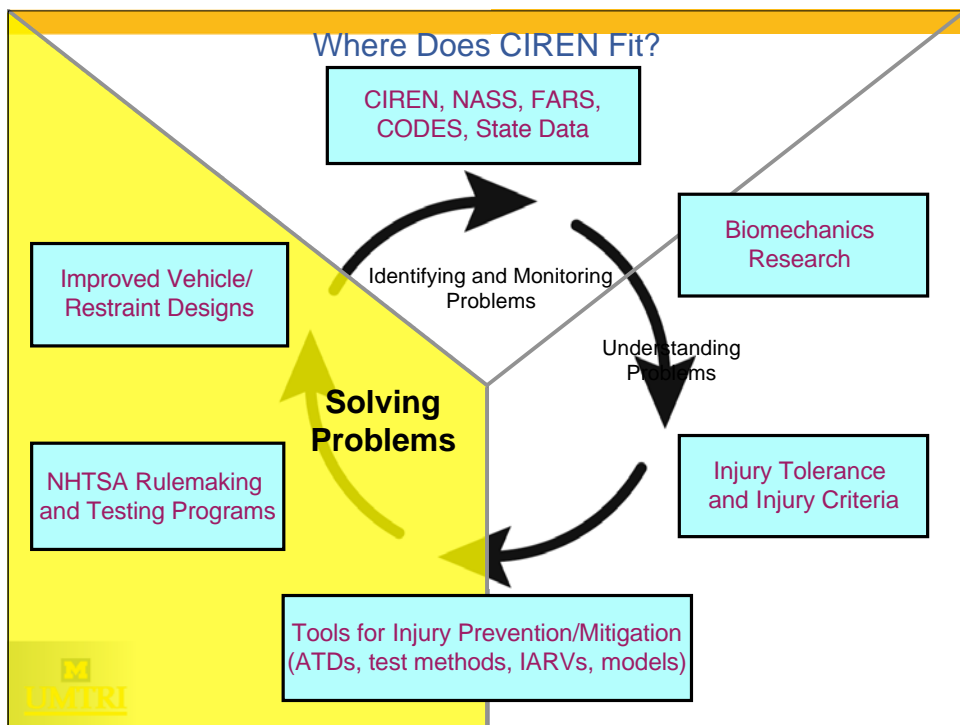 Where Does CIREN Fit?
CIREN, NASS, FARS,
CODES, State Data
Biomechanics
Research
Improved Vehicle/
Restraint Designs
Identifying and Monitoring
Problems
Understanding
Problems
Solving
Problems
NHTSA Rulemaking
and Testing Programs
Injury Tolerance
and Injury Criteria
Tools for Injury Prevention/Mitigation
(ATDs, test methods, IARVs, models)
M
UMTRI